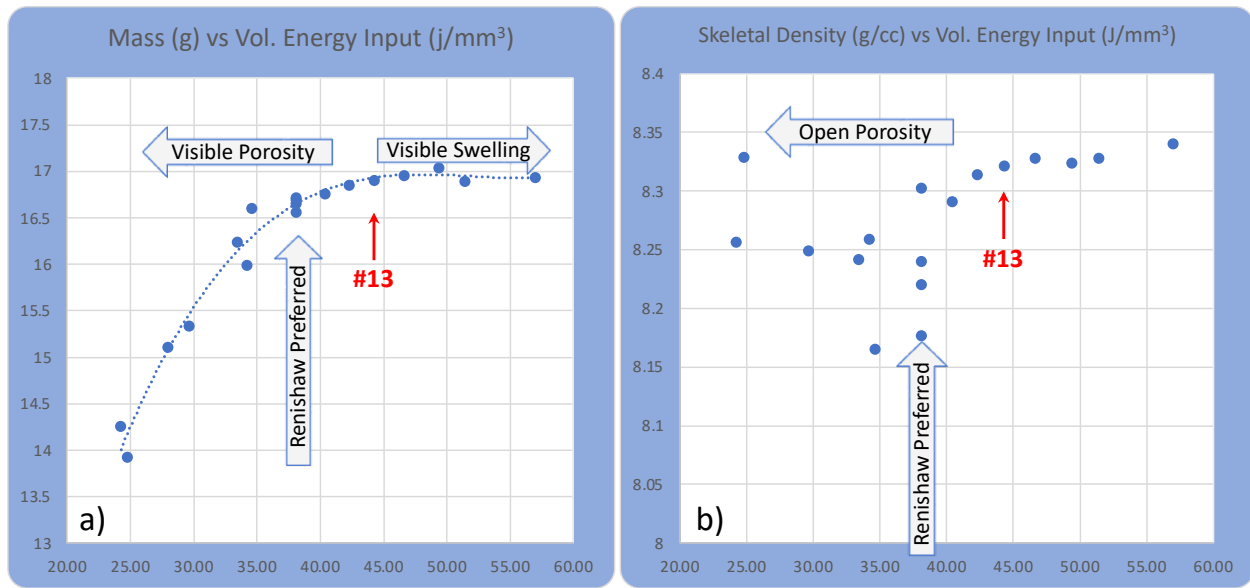 Mass (g) vs Vol. Energy Input (j/mm³)
18
17.5
17
16.5
16
15.5
15
14.5
14
13.5
13
Visible Porosity
Visible Swelling
#13
Renishaw Preferred
a)
20.00 25.00 30.00 35.00 40.00 45.00 50.00 55.00 60.00
Skeletal Density (g/cc) vs Vol. Energy Input (J/mm³)
8.4
8.35
8.3
8.25
8.2
8.15
8.1
8.05
8
Open Porosity
#13
Renishaw Preferred
b)
20.00 25.00 30.00 35.00 40.00 45.00 50.00 55.00 60.00